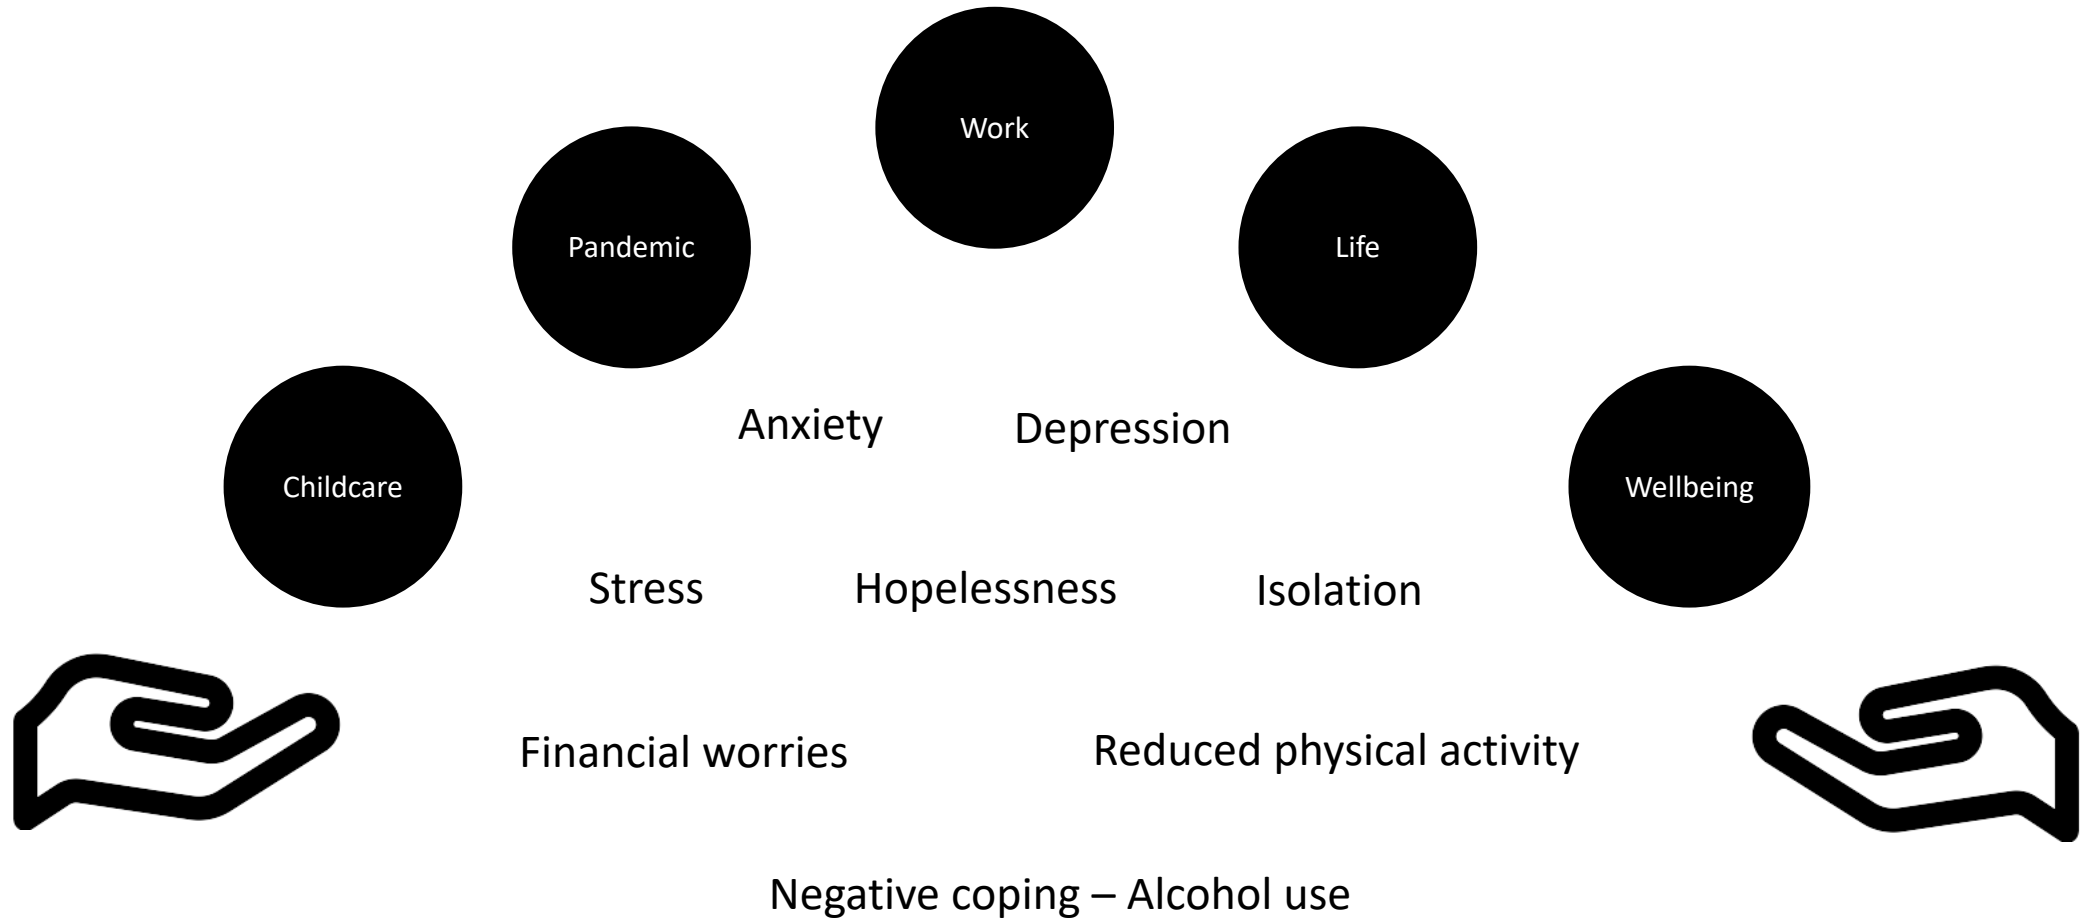 Work
Pandemic
Life
Childcare
Wellbeing
Anxiety
Depression
Stress
Hopelessness
Isolation
Financial worries
Reduced physical activity
Negative coping – Alcohol use